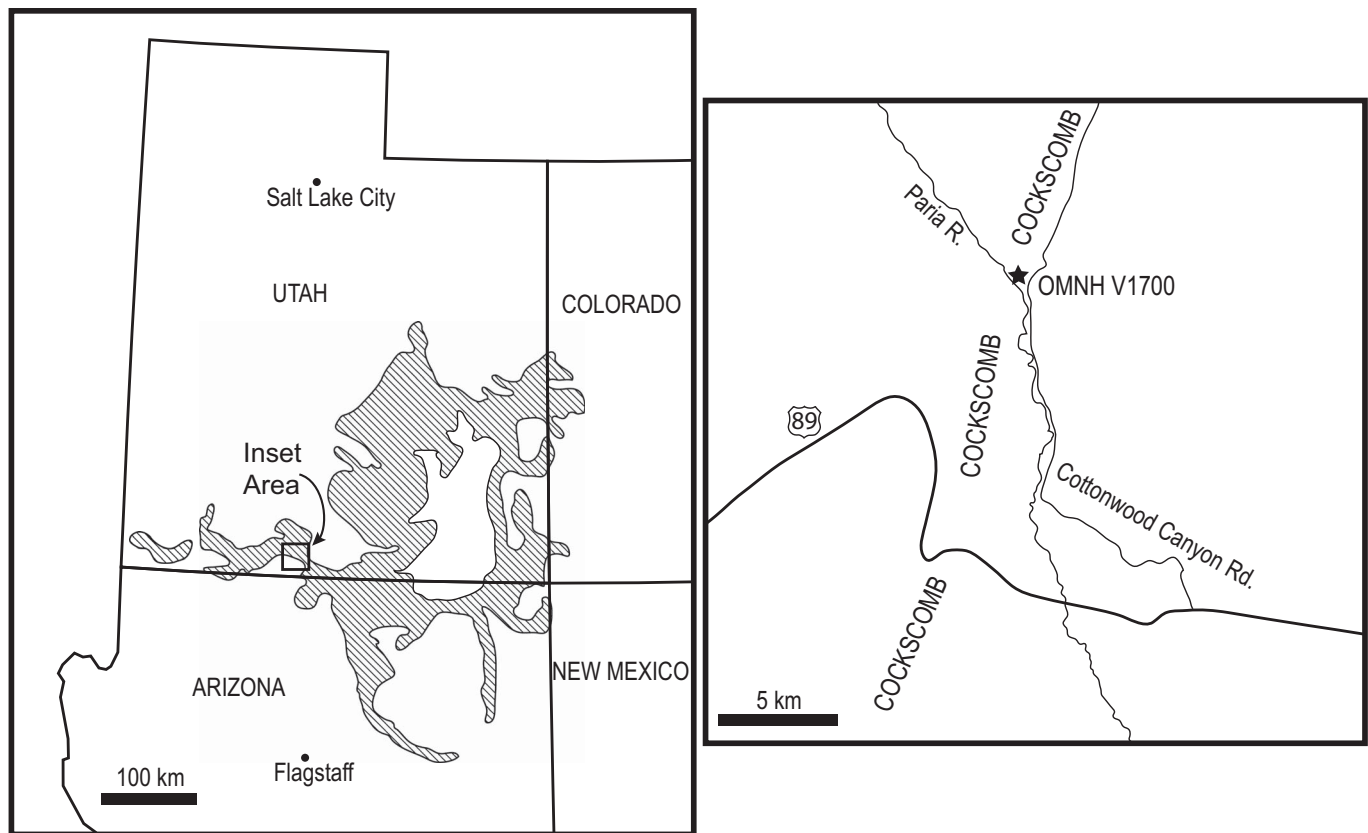 Salt Lake City
UTAH
COLORADO
Inset
Area
ARIZONA
NEW MEXICO
Flagstaff
100 km
COCKSCOMB
Paria R.
OMNH V1700
COCKSCOMB
89
Cottonwood Canyon Rd.
COCKSCOMB
5 km